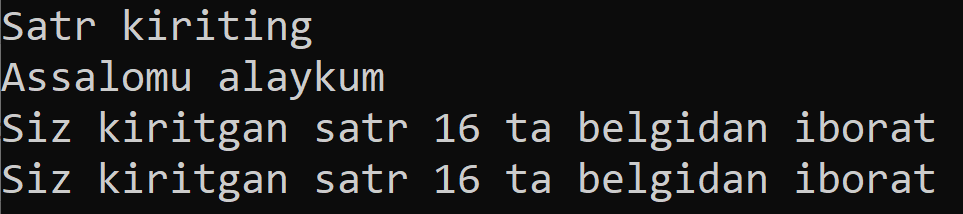 Satr kiriting
Assalomu alaykum
Siz kiritgan satr 16 ta belgidan iborat
Siz kiritgan satr 16 ta belgidan iborat